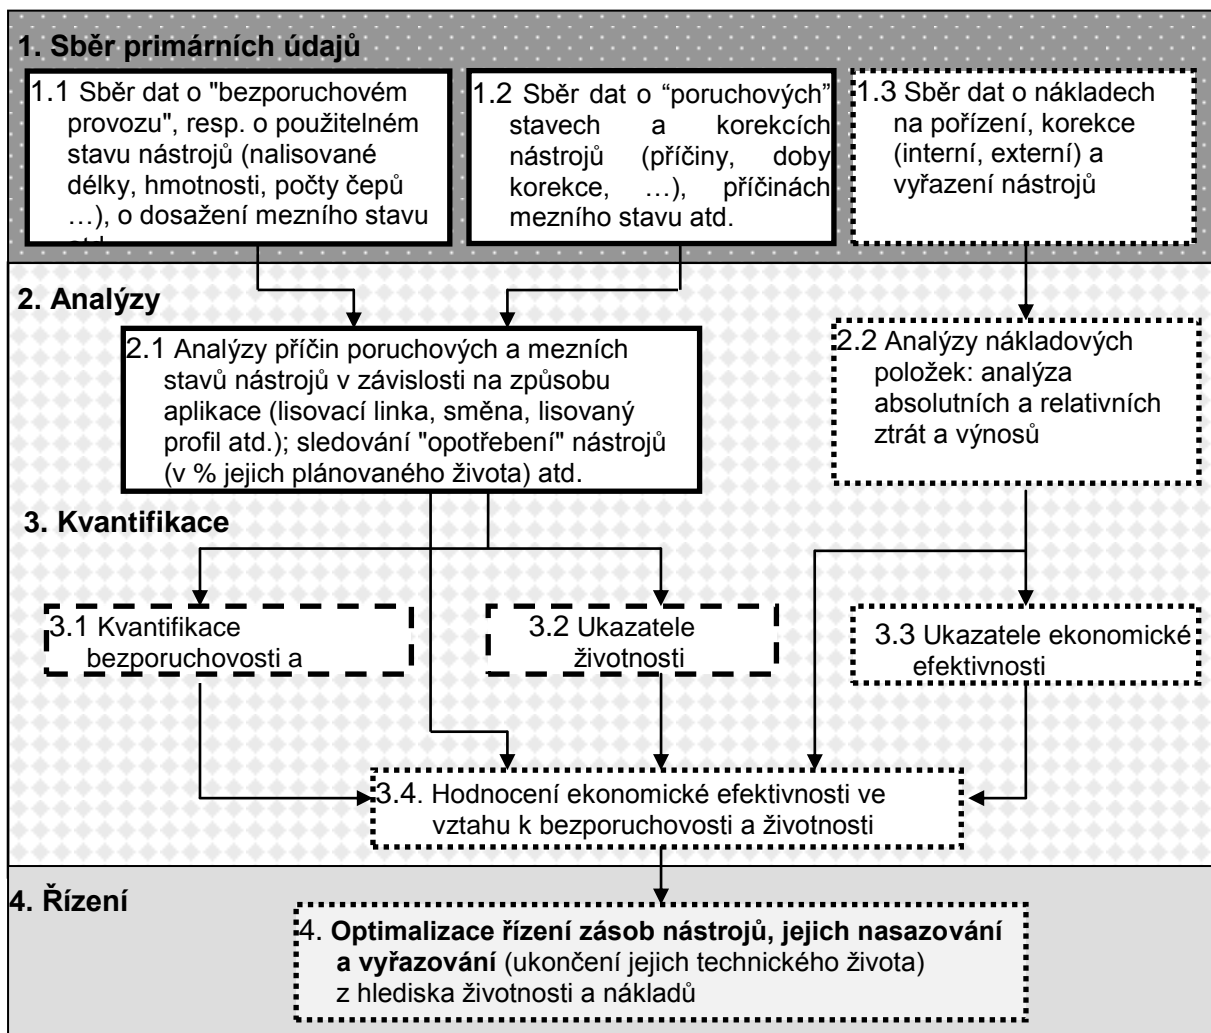 1. Sběr primárních údajů
1.1 Sběr dat o "bezporuchovém
provozu", resp. o použitelném
stavu nástrojů (nalisované
délky, hmotnosti, počty čepů
…), o dosažení mezního stavu
1.2 Sběr dat o “poruchových”
stavech a korekcích
nástrojů (příčiny, doby
korekce, …), příčinách
mezního stavu atd.
1.3 Sběr dat o nákladech
na pořízení, korekce
(interní, externí) a
vyřazení nástrojů
2. Analýzy
2.1 Analýzy příčin poruchových a mezních
stavů nástrojů v závislosti na způsobu
aplikace (lisovací linka, směna, lisovaný
profil atd.); sledování "opotřebení" nástrojů
(v % jejich plánovaného života) atd.
2.2 Analýzy nákladových
položek: analýza
absolutních a relativních
ztrát a výnosů
3. Kvantifikace
3.1 Kvantifikace
bezporuchovosti a
3.2 Ukazatele
životnosti
3.3 Ukazatele ekonomické
efektivnosti
3.4. Hodnocení ekonomické efektivnosti ve
vztahu k bezporuchovosti a životnosti
4. Řízení
4. Optimalizace řízení zásob nástrojů, jejich nasazování
a vyřazování (ukončení jejich technického života)
z hlediska životnosti a nákladů